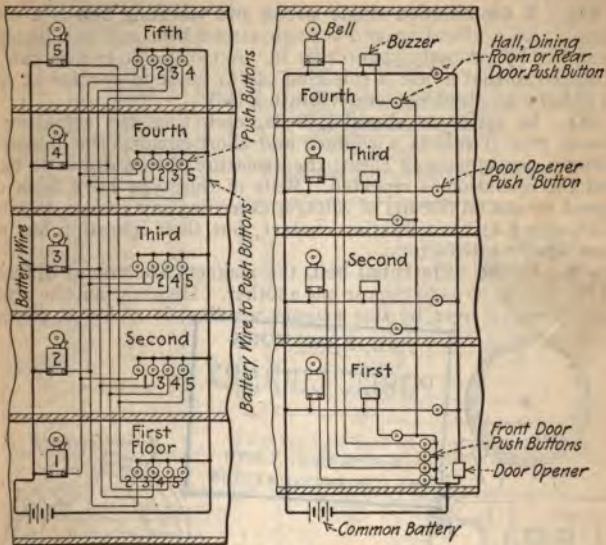 Fifth
5
1 2 3 4
Push Buttons
Fourth
4
1 2 3 5
Battery Wire to Push Buttons
Third
3
1 2 4 5
Battery Wire
Second
2
1 3 4 5
First
Floor
1
2 3 4 5
Bell
Buzzer
Hall, Dining
Room or Rear
Door, Push Button
Fourth
Third
Door Opener
Push Button
Second
First
Front Door
Push Buttons
Door Opener
Common Battery